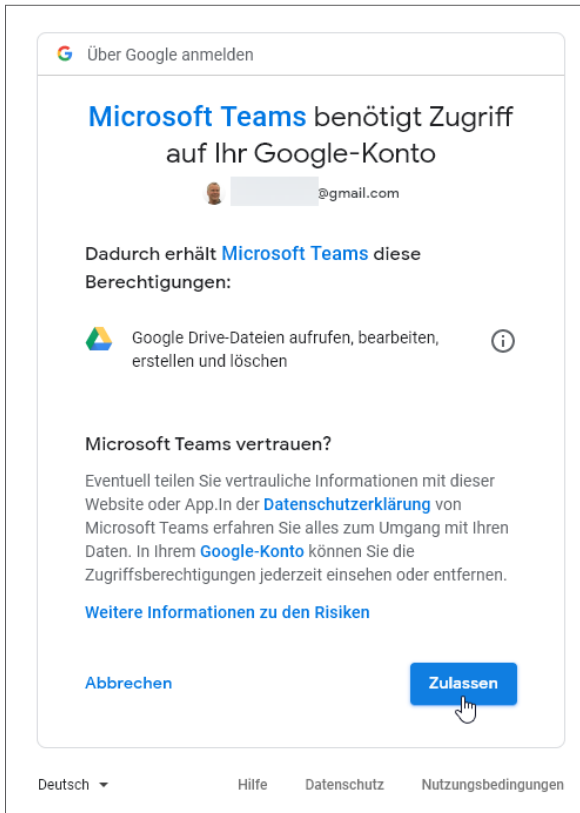 Über Google anmelden
Microsoft Teams benötigt Zugriff
auf Ihr Google-Konto
@gmail.com
Dadurch erhält Microsoft Teams diese
Berechtigungen:
Google Drive-Dateien aufrufen, bearbeiten,
erstellen und löschen
Microsoft Teams vertrauen?
Eventuell teilen Sie vertrauliche Informationen mit dieser
Website oder App.In der Datenschutzerklärung von
Microsoft Teams erfahren Sie alles zum Umgang mit Ihren
Daten. In Ihrem Google-Konto können Sie die
Zugriffsberechtigungen jederzeit einsehen oder entfernen.
Weitere Informationen zu den Risiken
Abbrechen Zulassen
Deutsch Hilfe Datenschutz Nutzungsbedingungen